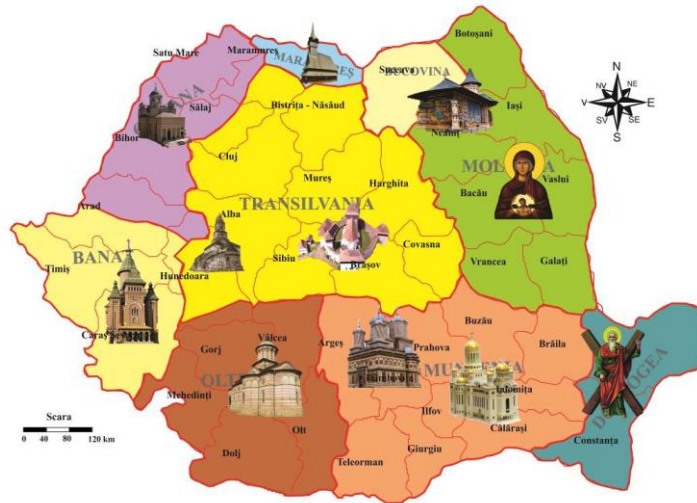 Botoșani
Satu Mare
Maramureș
Suceava
BUCOVINA
Sălaj
Bistrița - Năsăud
Iași
Bihor
Neamț
Cluj
Mureș
Harghita
Bacău
Vaslui
TRANSILVANIA
Arad
Alba
Timiș
Hunedoara
Sibiu
Brașov
Covasna
Vrancea
Galați
Caraș
Gorj
Vâlcea
Argeș
Prahova
Buzău
Brăila
Mehedinți
Ialomița
Ilfov
Olt
Călărași
Dolj
Teleorman
Giurgiu
Constanța
N
NV
NE
V
E
SV
SE
S
Scara
0 40 80 120 km